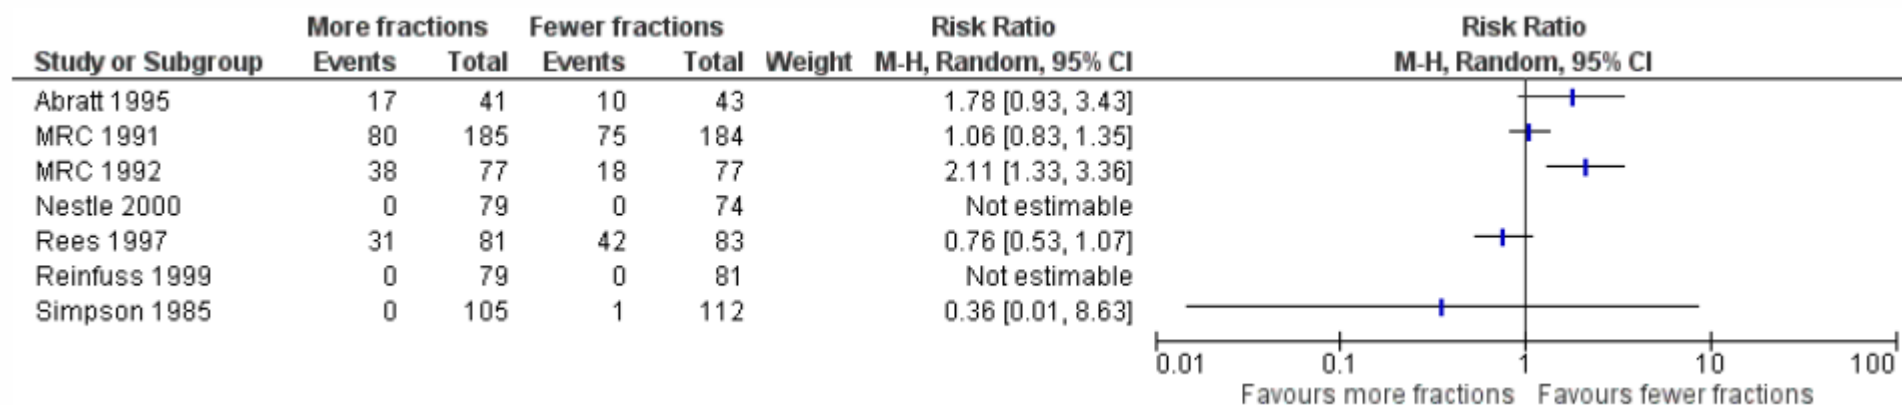 More fractions Fewer fractions Risk Ratio Risk Ratio
Study or Subgroup Events Total Events Total Weight M-H, Random, 95% CI M-H, Random, 95% CI
Abratt 1995 17 41 10 43 1.78 [0.93, 3.43]
MRC 1991 80 185 75 184 1.06 [0.83, 1.35]
MRC 1992 38 77 18 77 2.11 [1.33, 3.36]
Nestle 2000 0 79 0 74 Not estimable
Rees 1997 31 81 42 83 0.76 [0.53, 1.07]
Reinfuss 1999 0 79 0 81 Not estimable
Simpson 1985 0 105 1 112 0.36 [0.01, 8.63]
0.01 0.1 1 10 100
Favours more fractions Favours fewer fractions